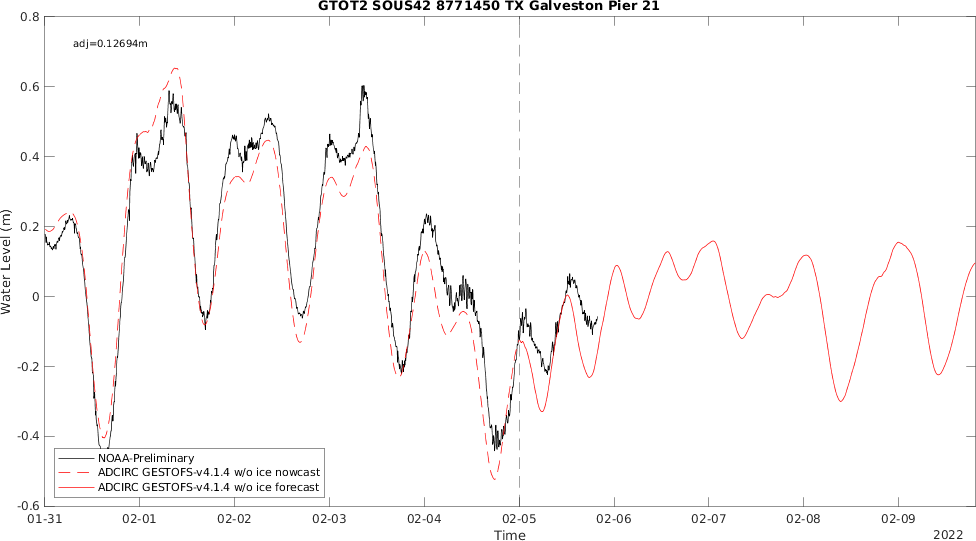 GTOT2 SOUS42 8771450 TX Galveston Pier 21
adj=0.12694m
0.8
0.6
0.4
0.2
0
-0.2
-0.4
-0.6
Water Level (m)
NOAA-Preliminary
ADCIRC GESTOFS-v4.1.4 w/o ice nowcast
ADCIRC GESTOFS-v4.1.4 w/o ice forecast
01-31 02-01 02-02 02-03 02-04 02-05 02-06 02-07 02-08 02-09
Time
2022